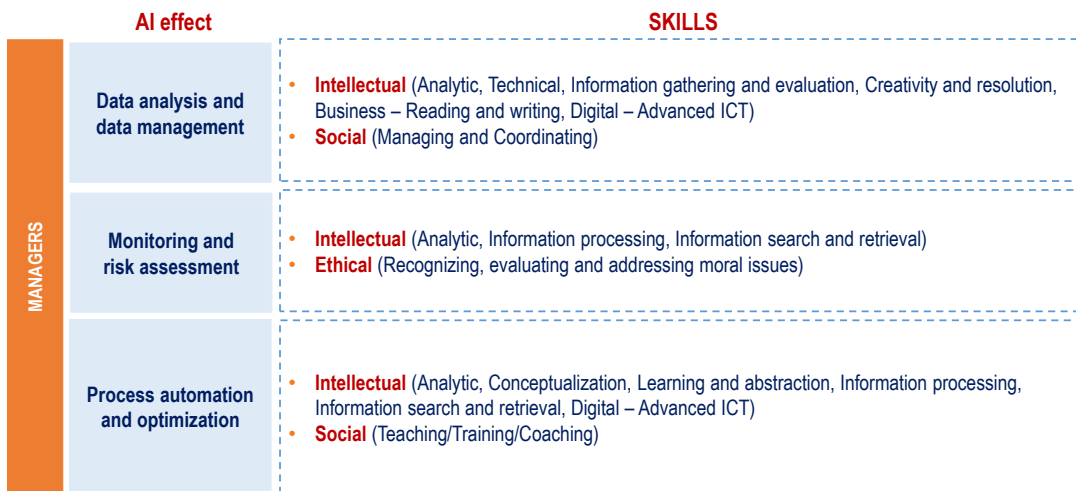 AI effect
SKILLS
MANAGERS
Data analysis and
data management
• Intellectual (Analytic, Technical, Information gathering and evaluation, Creativity and resolution,
Business – Reading and writing, Digital – Advanced ICT)
• Social (Managing and Coordinating)
Monitoring and
risk assessment
• Intellectual (Analytic, Information processing, Information search and retrieval)
• Ethical (Recognizing, evaluating and addressing moral issues)
Process automation
and optimization
• Intellectual (Analytic, Conceptualization, Learning and abstraction, Information processing,
Information search and retrieval, Digital – Advanced ICT)
• Social (Teaching/Training/Coaching)